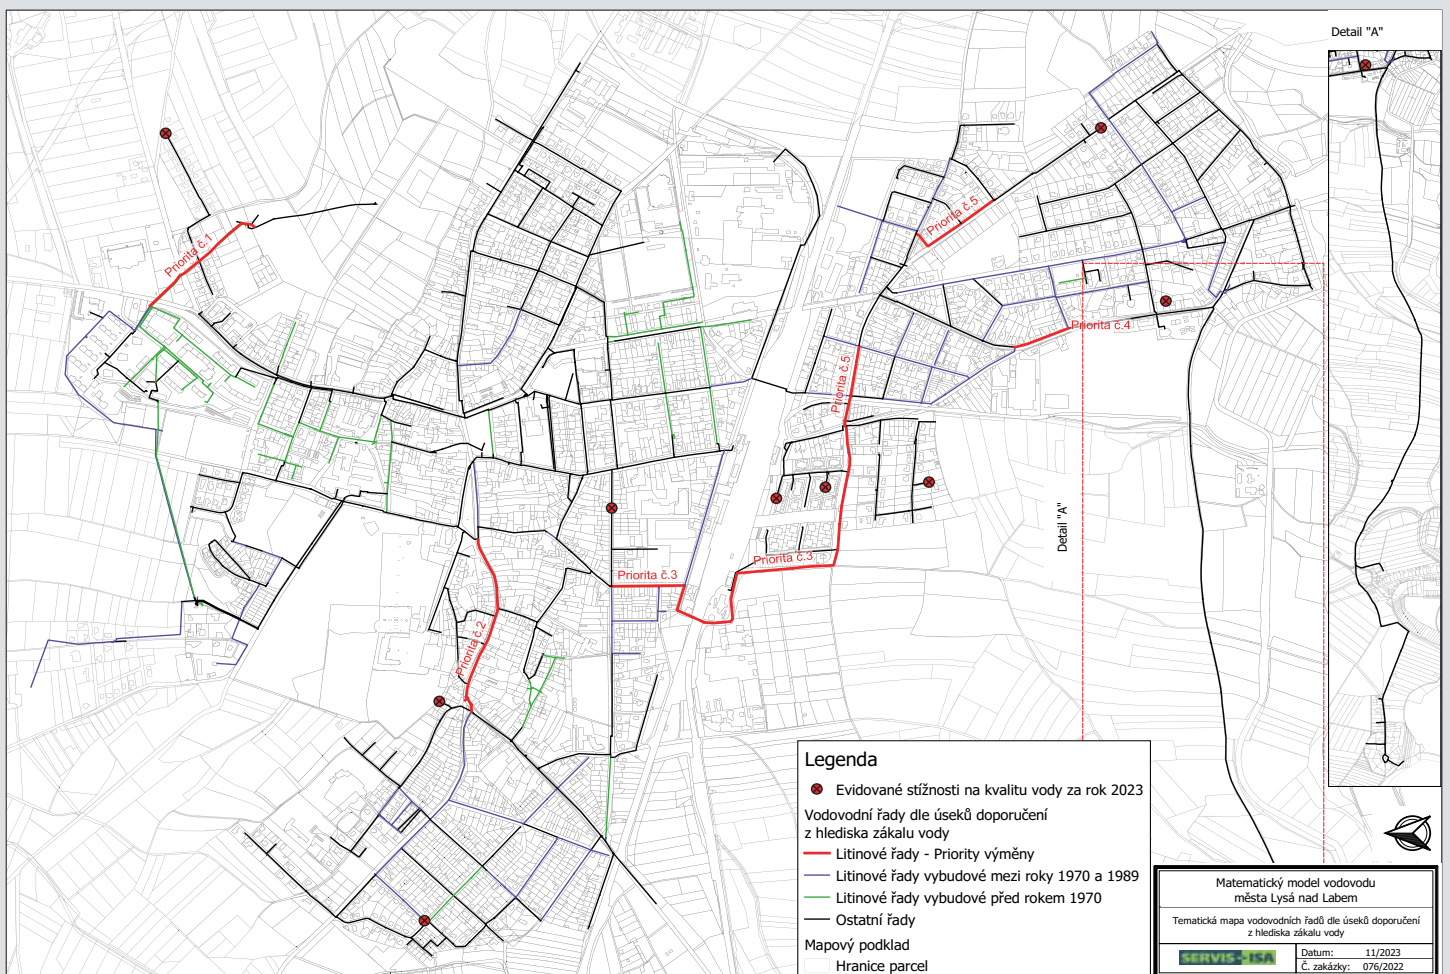 Detail "A"
Priorita č.1
Priorita č.5
Priorita č.4
Priorita č.5
Detail "A"
Priorita č.3
Priorita č.3
Priorita č.2
Legenda
Evidované stížnosti na kvalitu vody za rok 2023
Vodovodní řady dle úseků doporučení
z hlediska zákalu vody
Litinové řady - Priority výměny
Litinové řady vybudové mezi roky 1970 a 1989
Litinové řady vybudové před rokem 1970
Ostatní řady
Mapový podklad
Hranice parcel
Matematický model vodovodu
města Lysá nad Labem
Tematická mapa vodovodních řadů dle úseků doporučení
z hlediska zákalu vody
SERVIS-ISA
Datum: 11/2023
Č. zakázky: 076/2022